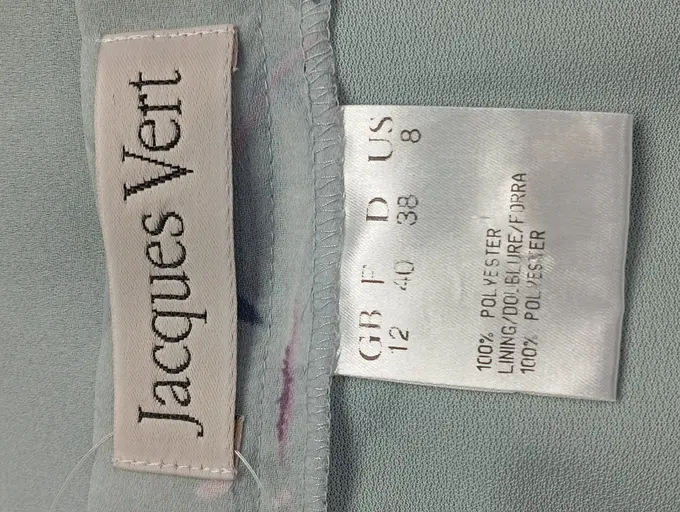 Jacques Vert
GB F D US
12 40 38 8
100% POLYESTER
LINING/DOUBLURE/FORRA
100% POLYESTER